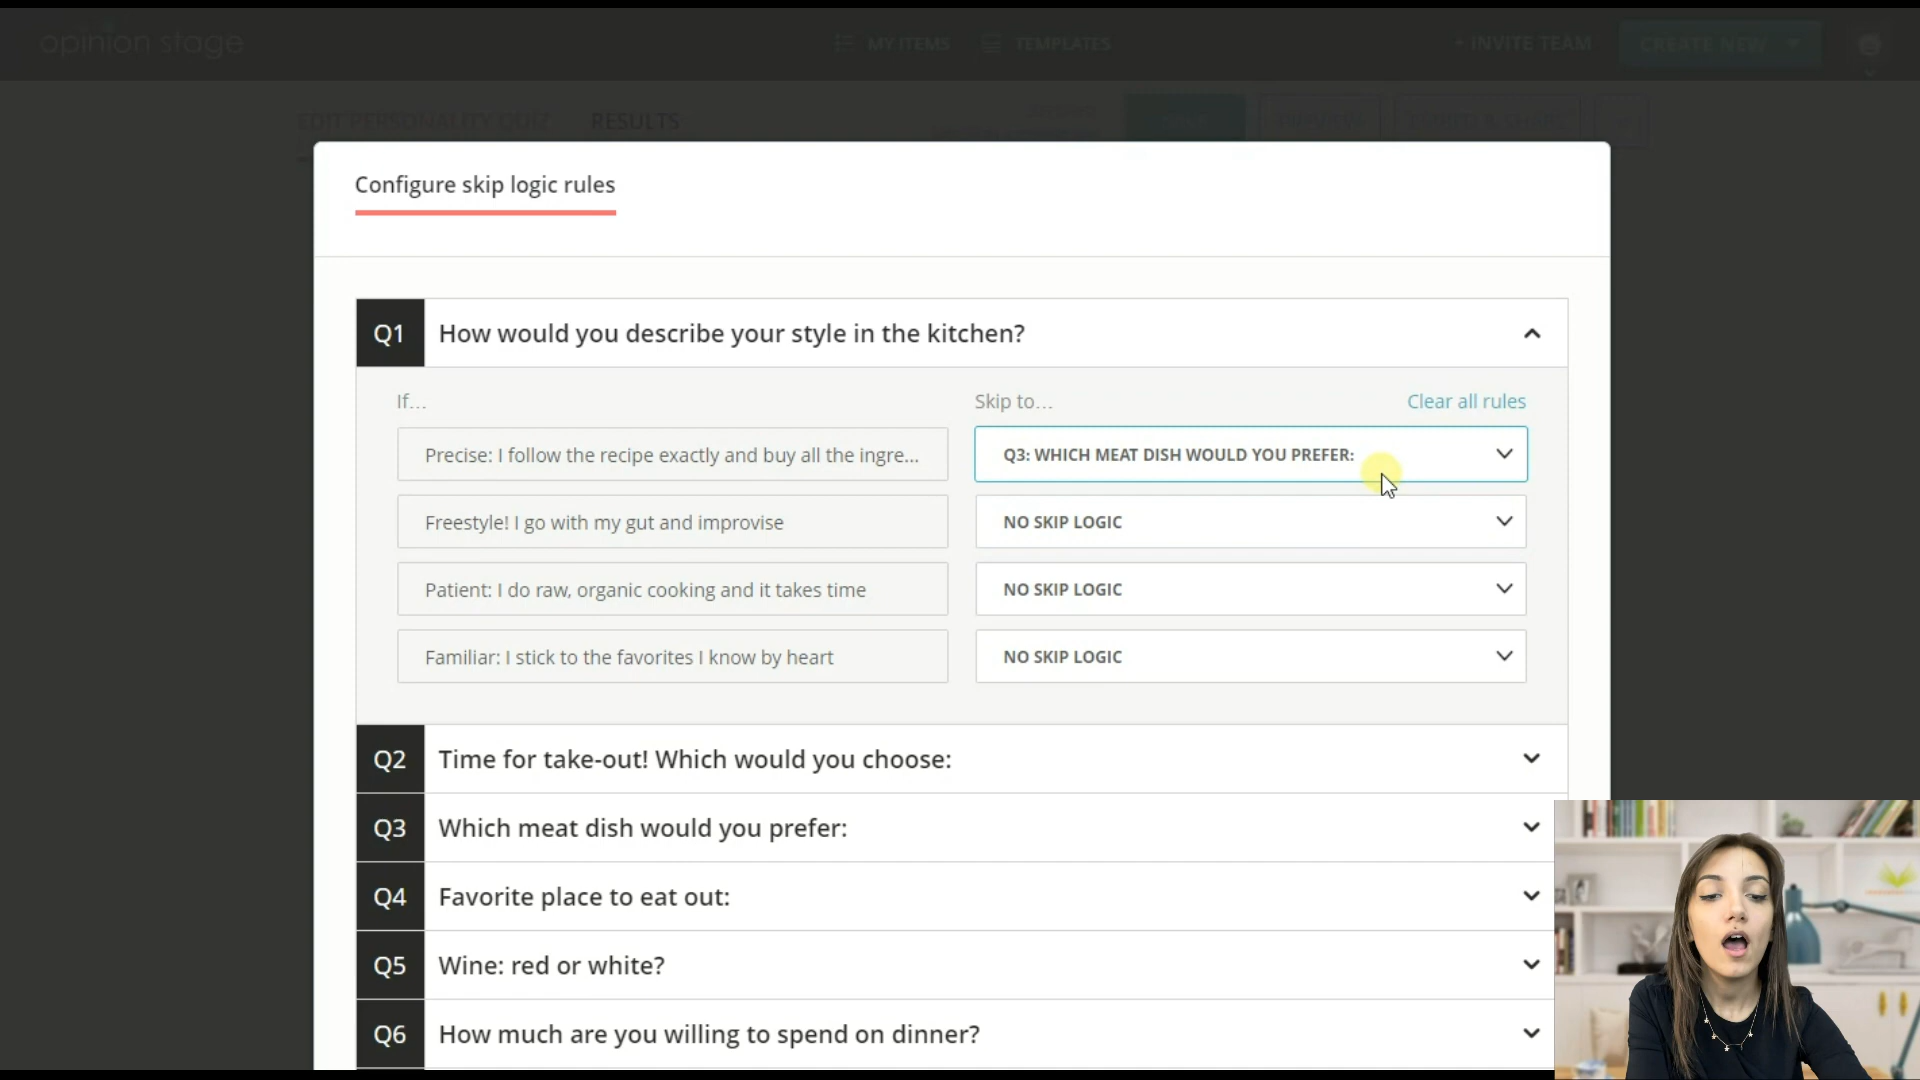 opinion stage
MY ITEMS
TEMPLATES
+ INVITE TEAM
CREATE NEW
EDIT PERSONALITY QUIZ
RESULTS
Configure skip logic rules
Q1
How would you describe your style in the kitchen?
If...
Skip to...
Clear all rules
Precise: I follow the recipe exactly and buy all the ingre...
Q3: WHICH MEAT DISH WOULD YOU PREFER:
Freestyle! I go with my gut and improvise
NO SKIP LOGIC
Patient: I do raw, organic cooking and it takes time
NO SKIP LOGIC
Familiar: I stick to the favorites I know by heart
NO SKIP LOGIC
Q2
Time for take-out! Which would you choose:
Q3
Which meat dish would you prefer:
Q4
Favorite place to eat out:
Q5
Wine: red or white?
Q6
How much are you willing to spend on dinner?